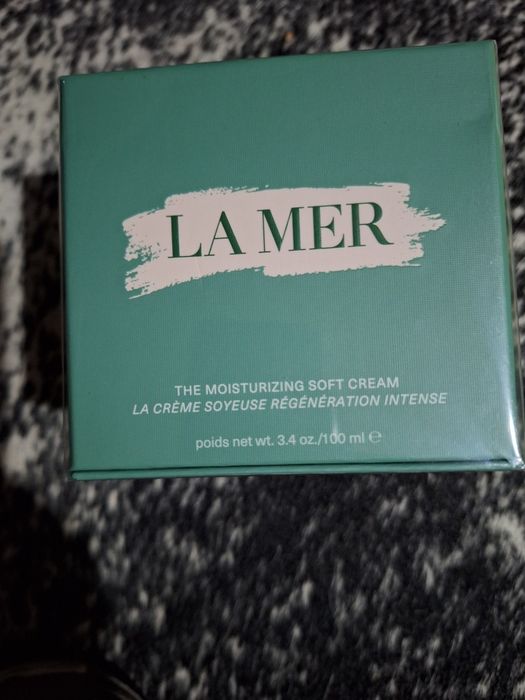 LA MER
THE MOISTURIZING SOFT CREAM
LA CRÈME SOYEUSE RÉGÉNÉRATION INTENSE
poids net wt. 3.4 oz./100 ml ℮